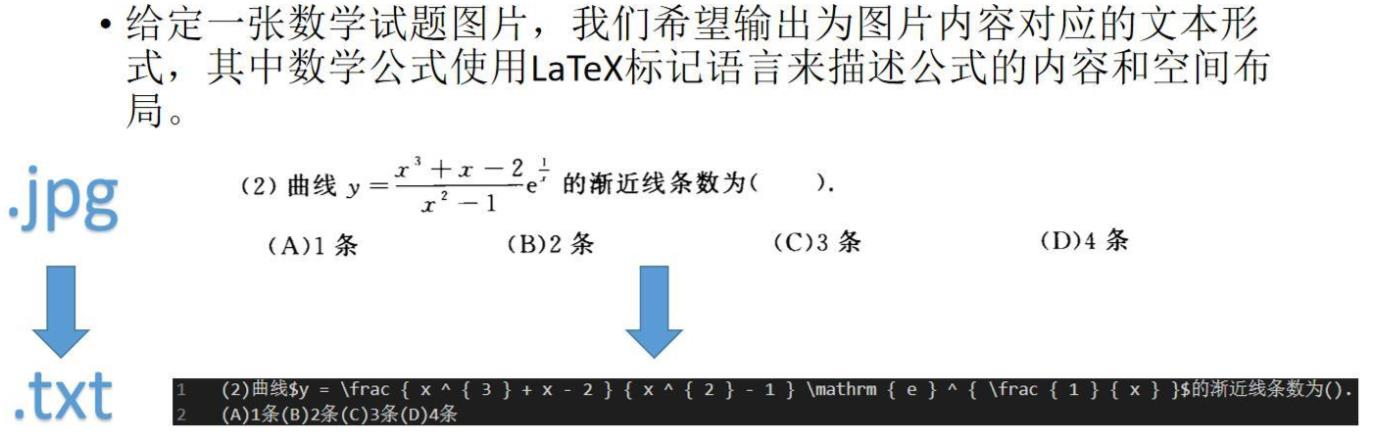 • 给定一张数学试题图片，我们希望输出为图片内容对应的文本形
式，其中数学公式使用LaTeX标记语言来描述公式的内容和空间布
局。
.jpg
(2) 曲线 y = \frac{x^3+x-2}{x^2-1}e^{\frac{1}{x}} 的渐近线条数为(　　).
(A)1 条　(B)2 条　(C)3 条　(D)4 条
.txt
1 (2)曲线$y = \frac { x ^ { 3 } + x - 2 } { x ^ { 2 } - 1 } \mathrm { e } ^ { \frac { 1 } { x } }$的渐近线条数为().
2 (A)1条(B)2条(C)3条(D)4条